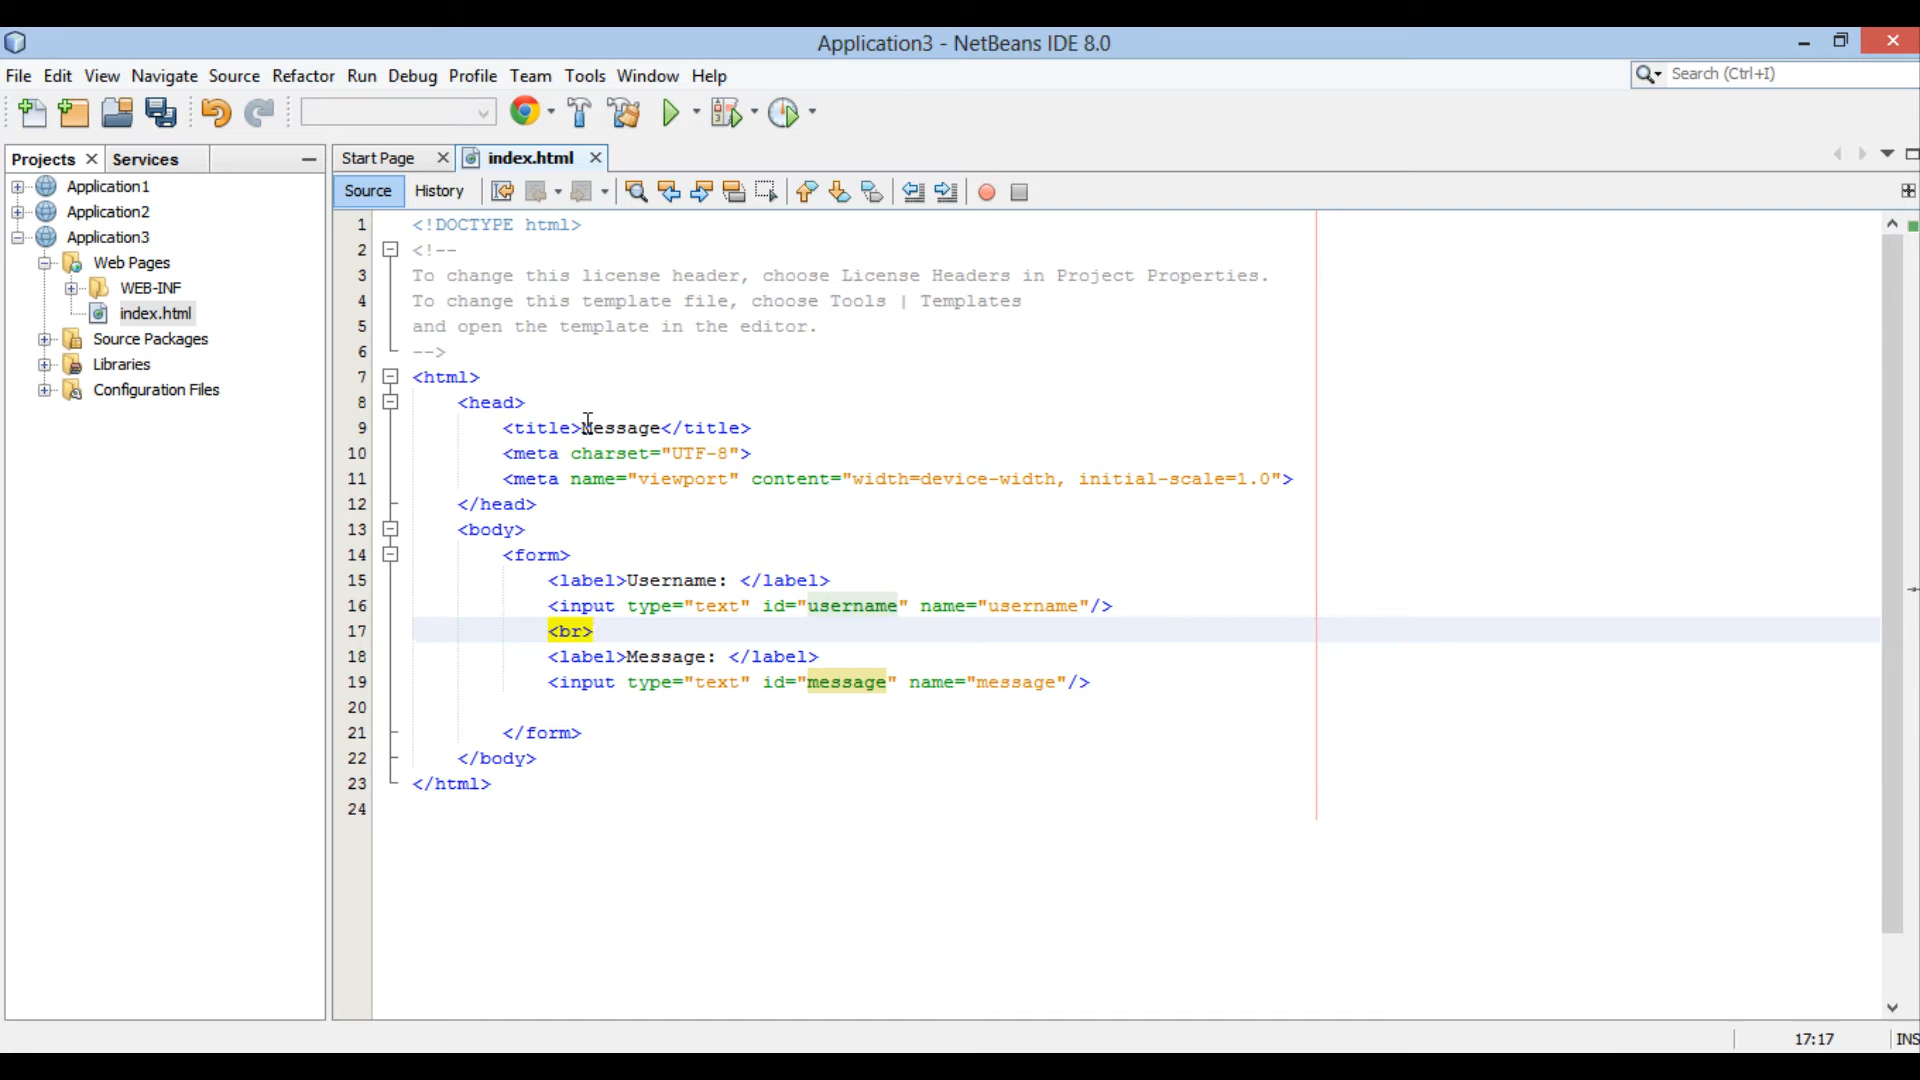 Application3 - NetBeans IDE 8.0
File Edit View Navigate Source Refactor Run Debug Profile Team Tools Window Help
Search (Ctrl+I)
Projects Services
Start Page index.html
Source History
Application1
Application2
Application3
Web Pages
WEB-INF
index.html
Source Packages
Libraries
Configuration Files
1 <!DOCTYPE html>
2 <!--
3 To change this license header, choose License Headers in Project Properties.
4 To change this template file, choose Tools | Templates
5 and open the template in the editor.
6 -->
7 <html>
8 <head>
9 <title>Message</title>
10 <meta charset="UTF-8">
11 <meta name="viewport" content="width=device-width, initial-scale=1.0">
12 </head>
13 <body>
14 <form>
15 <label>Username: </label>
16 <input type="text" id="username" name="username"/>
17 <br>
18 <label>Message: </label>
19 <input type="text" id="message" name="message"/>
20
21 </form>
22 </body>
23 </html>
24
17:17 INS